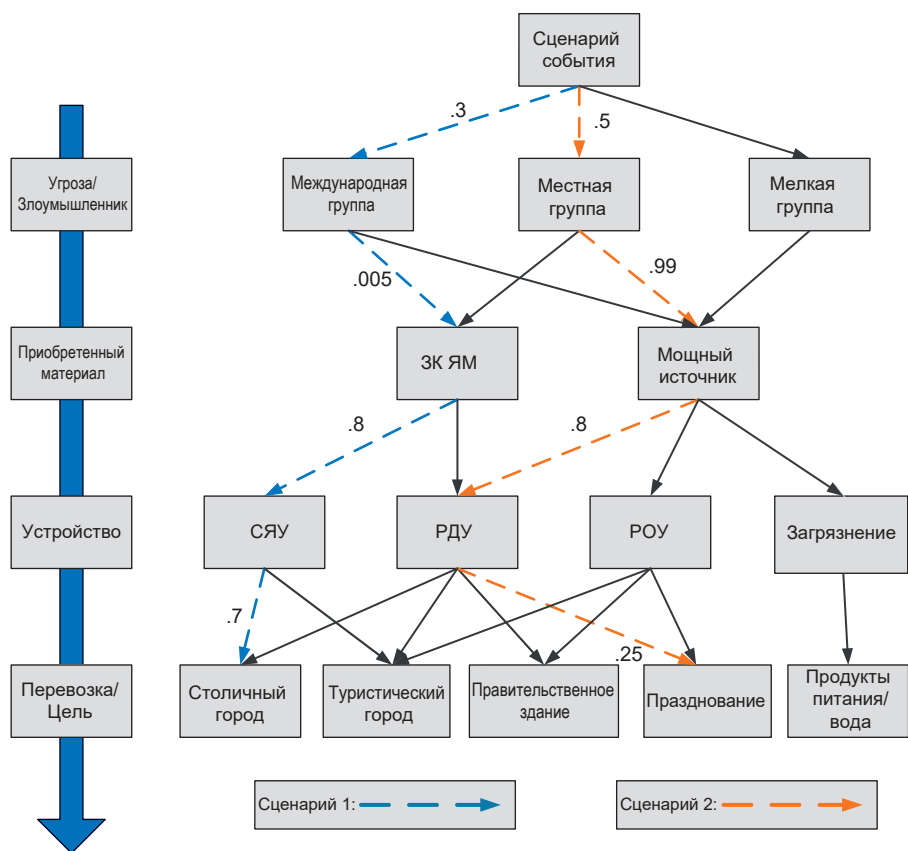 Сценарий
события
.3
.5
Угроза/
Злоумышленник
Международная
группа
Местная
группа
Мелкая
группа
.005
.99
Приобретенный
материал
ЗК ЯМ
Мощный
источник
.8
.8
Устройство
СЯУ
РДУ
РОУ
Загрязнение
.7
.25
Перевозка/
Цель
Столичный
город
Туристический
город
Правительственное
здание
Празднование
Продукты
питания/
вода
Сценарий 1:
Сценарий 2: